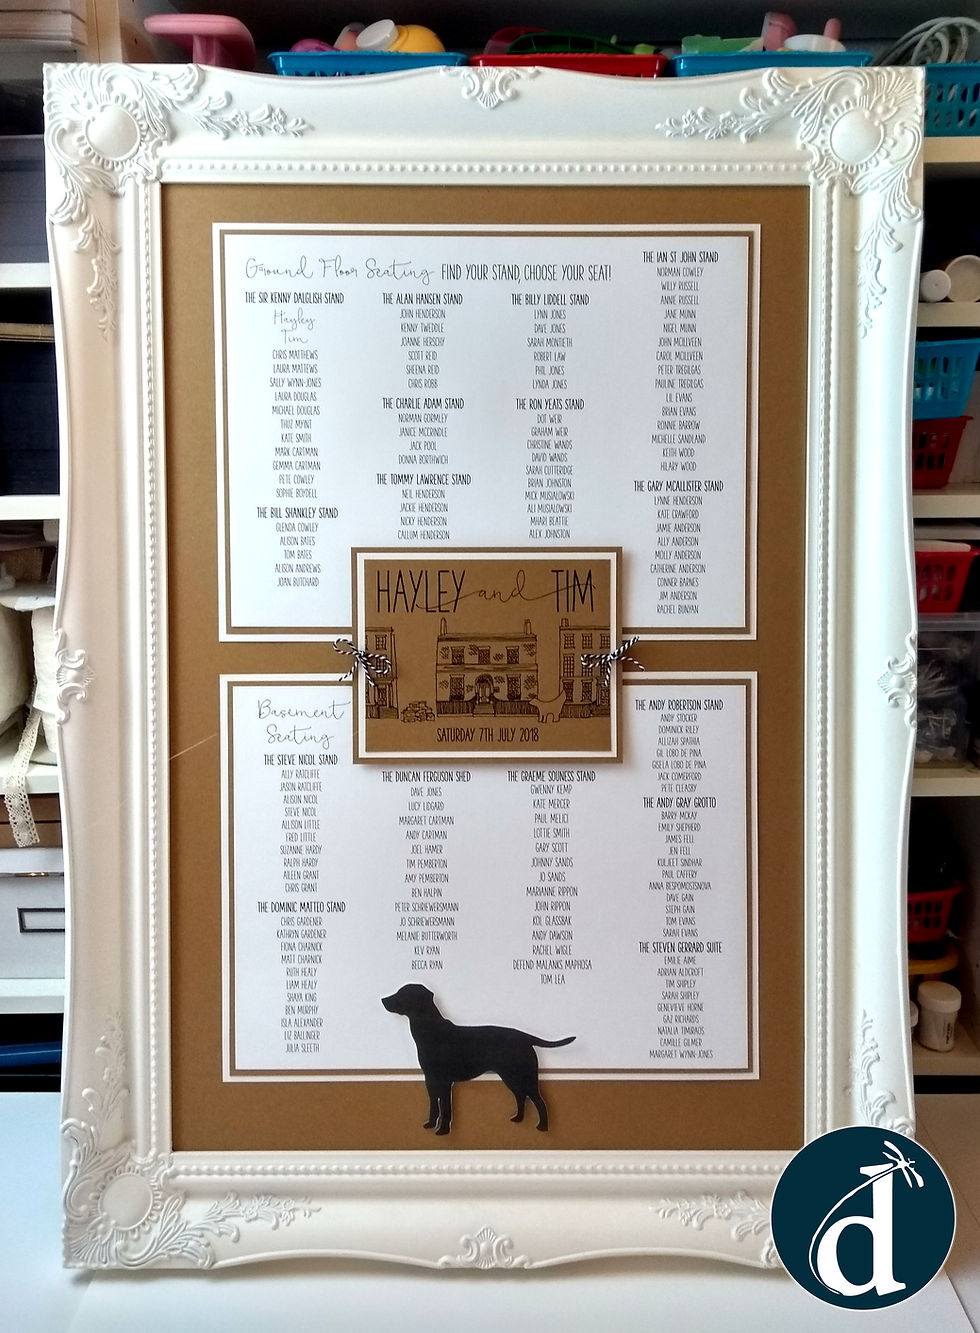 Ground Floor Seating FIND YOUR STAND, CHOOSE YOUR SEAT!
THE SIR KENNY DALGLISH STAND
Hayley
Tim
CHRIS MATTHEWS
LAURA MATTEWS
SALLY WYNN-JONES
LAURA DOUGLAS
MICHAEL DOUGLAS
THUZ MYINT
KATE SMITH
MARK CARTMAN
GEMMA CARTMAN
PETE COWLEY
SOPHIE BOYDELL
THE BILL SHANKLEY STAND
GLENDA COWLEY
ALISON BATES
TOM BATES
ALISON ANDREWS
JOAN BUTCHARD
THE ALAN HANSEN STAND
JOHN HENDERSON
KENNY TWEDDLE
JOANNE HERSCHY
SCOTT REID
SHEENA REID
CHRIS ROBB
THE CHARLIE ADAM STAND
NORMAN GORMLEY
JANICE MCCRINDLE
JACK POOL
DONNA BORTHWICH
THE TOMMY LAWRENCE STAND
NEIL HENDERSON
JACKIE HENDERSON
NICKY HENDERSON
CALLUM HENDERSON
THE BILLY LIDDELL STAND
LYNN JONES
DAVE JONES
SARAH MONTIETH
ROBERT LAW
PHIL JONES
LYNDA JONES
THE RON YEATS STAND
DOT WEIR
GRAHAM WEIR
CHRISTINE WANDS
DAVID WANDS
SARAH CUTTERIDGE
BRIAN JOHNSTON
MICK MUSIALOWSKI
ALI MUSIALOWSKI
MHARI BEATTIE
ALEX JOHNSTON
THE IAN ST JOHN STAND
NORMAN COWLEY
WILLY RUSSELL
ANNIE RUSSELL
JANE MUNN
NIGEL MUNN
JOHN MCILVEEN
CAROL MCILVEEN
PETER TREGILGAS
PAULINE TREGILGAS
LIL EVANS
BRIAN EVANS
RONNIE BARROW
MICHELLE SANDLAND
KEITH WOOD
HILARY WOOD
THE GARY MCALLISTER STAND
LYNNE HENDERSON
KATE CRAWFORD
JAMIE ANDERSON
ALLY ANDERSON
MOLLY ANDERSON
CATHERINE ANDERSON
CONNER BARNES
JIM ANDERSON
RACHEL BUNYAN
HAYLEY and TIM
SATURDAY 7TH JULY 2018
Basement
Seating
THE STEVE NICOL STAND
ALLY RATCLIFFE
JASON RATCLIFFE
ALISON NICOL
STEVE NICOL
ALLISON LITTLE
FRED LITTLE
SUZANNE HARDY
RALPH HARDY
AILEEN GRANT
CHRIS GRANT
THE DOMINIC MATTEO STAND
CHRIS GARDENER
KATHRYN GARDENER
FIONA CHARNICK
MATT CHARNICK
RUTH HEALY
LIAM HEALY
SHAYA KING
BEN MURPHY
ISLA ALEXANDER
LIZ BALLINGER
JULIA SLEETH
THE DUNCAN FERGUSON SHED
DAVE JONES
LUCY LIDGARD
MARGARET CARTMAN
ANDY CARTMAN
JOEL HAMER
TIM PEMBERTON
AMY PEMBERTON
BEN HALPIN
PETER SCHRIEWERSMANN
JO SCHRIEWERSMANN
MELANIE BUTTERWORTH
KEV RYAN
BECCA RYAN
THE GRAEME SOUNESS STAND
GWENNY KEMP
KATE MERCER
PAUL MELICI
LOTTIE SMITH
GARY SCOTT
JOHNNY SANDS
JO SANDS
MARIANNE RIPPON
JOHN RIPPON
KOL GLASSBAK
ANDY DAWSON
RACHEL WIGLE
DEFEND MALANKS MAPHOSA
TOM LEA
THE ANDY ROBERTSON STAND
ANDY STOCKER
DOMINICK RILEY
ALLIZAH SPATHIA
GIL LOBO DE PINA
GISELA LOBO DE PINA
JACK COMERFORD
PETE CLEASBY
THE ANDY GRAY GROTTO
BARRY MCKAY
EMILY SHEPHERD
JAMES FELL
JEN FELL
KULJEET SINDHAR
PAUL CAFFERY
ANNA BESPOMOSTSNOVA
DAVE GAIN
STEPH GAIN
TOM EVANS
SARAH EVANS
THE STEVEN GERRARD SUITE
EMILIE AIME
ADRIAN ALDCROFT
TIM SHIPLEY
SARAH SHIPLEY
GENEVIEVE HORNE
GAZ RICHARDS
NATALIA TIMIRAOS
CAMILLE GILMER
MARGARET WYNN-JONES
d